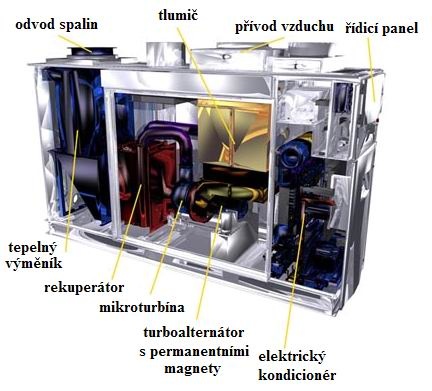 odvod spalin
tlumič
přívod vzduchu
řídicí panel
tepelný
výměník
rekuperátor
mikroturbína
turboalternátor
s permanentními
magnety
elektrický
kondicionér